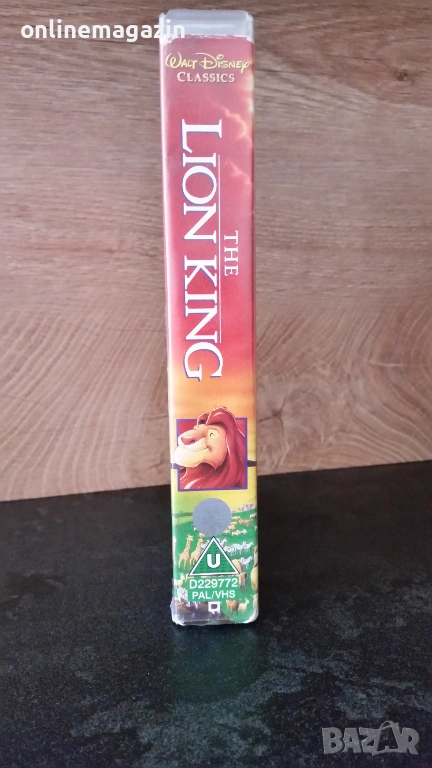 onlinemagazin
WALT DISNEY
CLASSICS
THE
LION KING
U
D229772
PAL/VHS
BAZAR